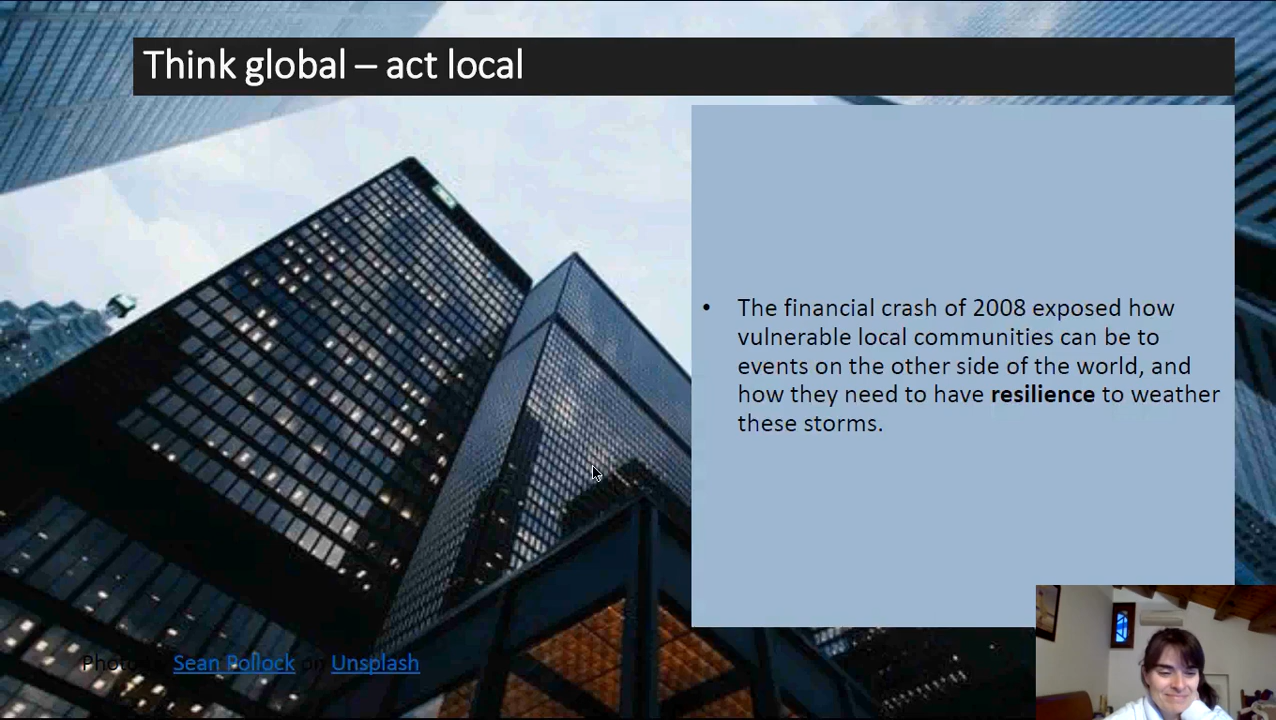 Think global – act local
• The financial crash of 2008 exposed how
vulnerable local communities can be to
events on the other side of the world, and
how they need to have resilience to weather
these storms.
Photo by Sean Pollock on Unsplash